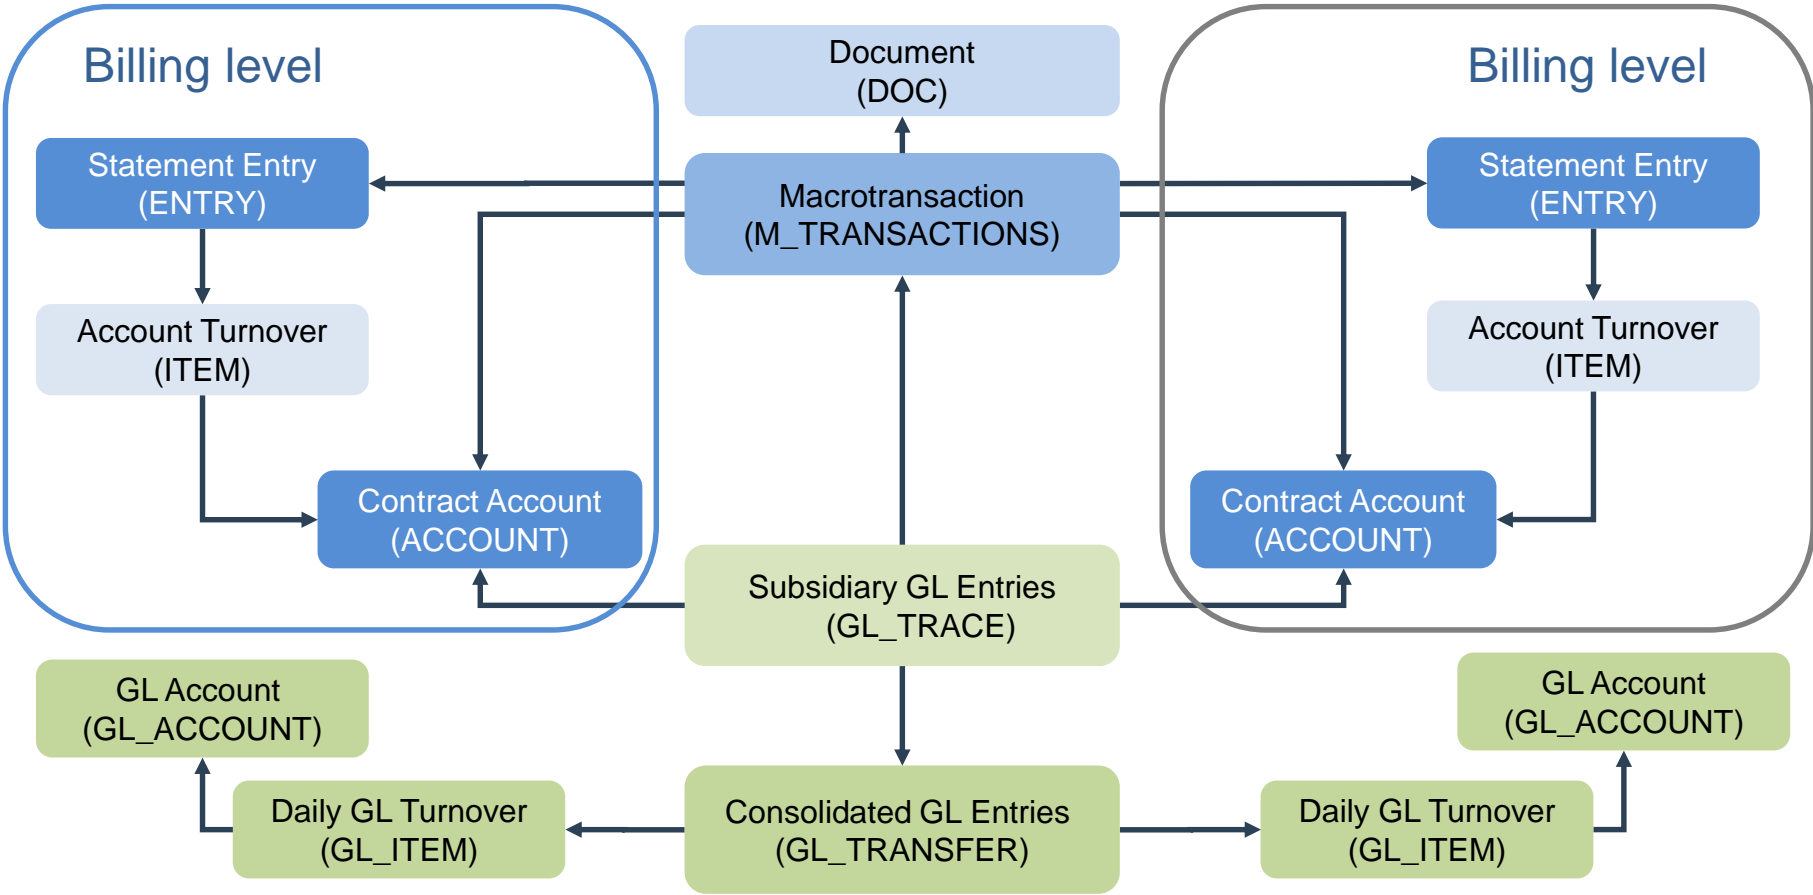 Billing level
Document
(DOC)
Billing level
Statement Entry
(ENTRY)
Macrotransaction
(M_TRANSACTIONS)
Statement Entry
(ENTRY)
Account Turnover
(ITEM)
Account Turnover
(ITEM)
Contract Account
(ACCOUNT)
Contract Account
(ACCOUNT)
Subsidiary GL Entries
(GL_TRACE)
GL Account
(GL_ACCOUNT)
GL Account
(GL_ACCOUNT)
Daily GL Turnover
(GL_ITEM)
Consolidated GL Entries
(GL_TRANSFER)
Daily GL Turnover
(GL_ITEM)